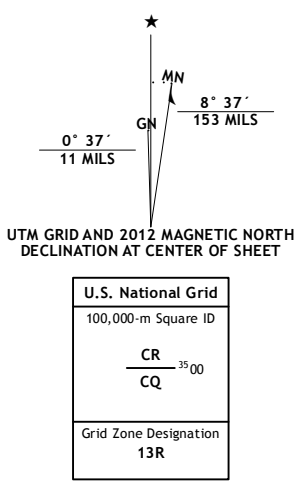 ★
MN
GN
8° 37´
153 MILS
0° 37´
11 MILS
UTM GRID AND 2012 MAGNETIC NORTH
DECLINATION AT CENTER OF SHEET
U.S. National Grid
100,000-m Square ID
CR
3500
CQ
Grid Zone Designation
13R